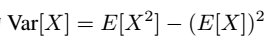 Var[X] = E[X²] − (E[X])²